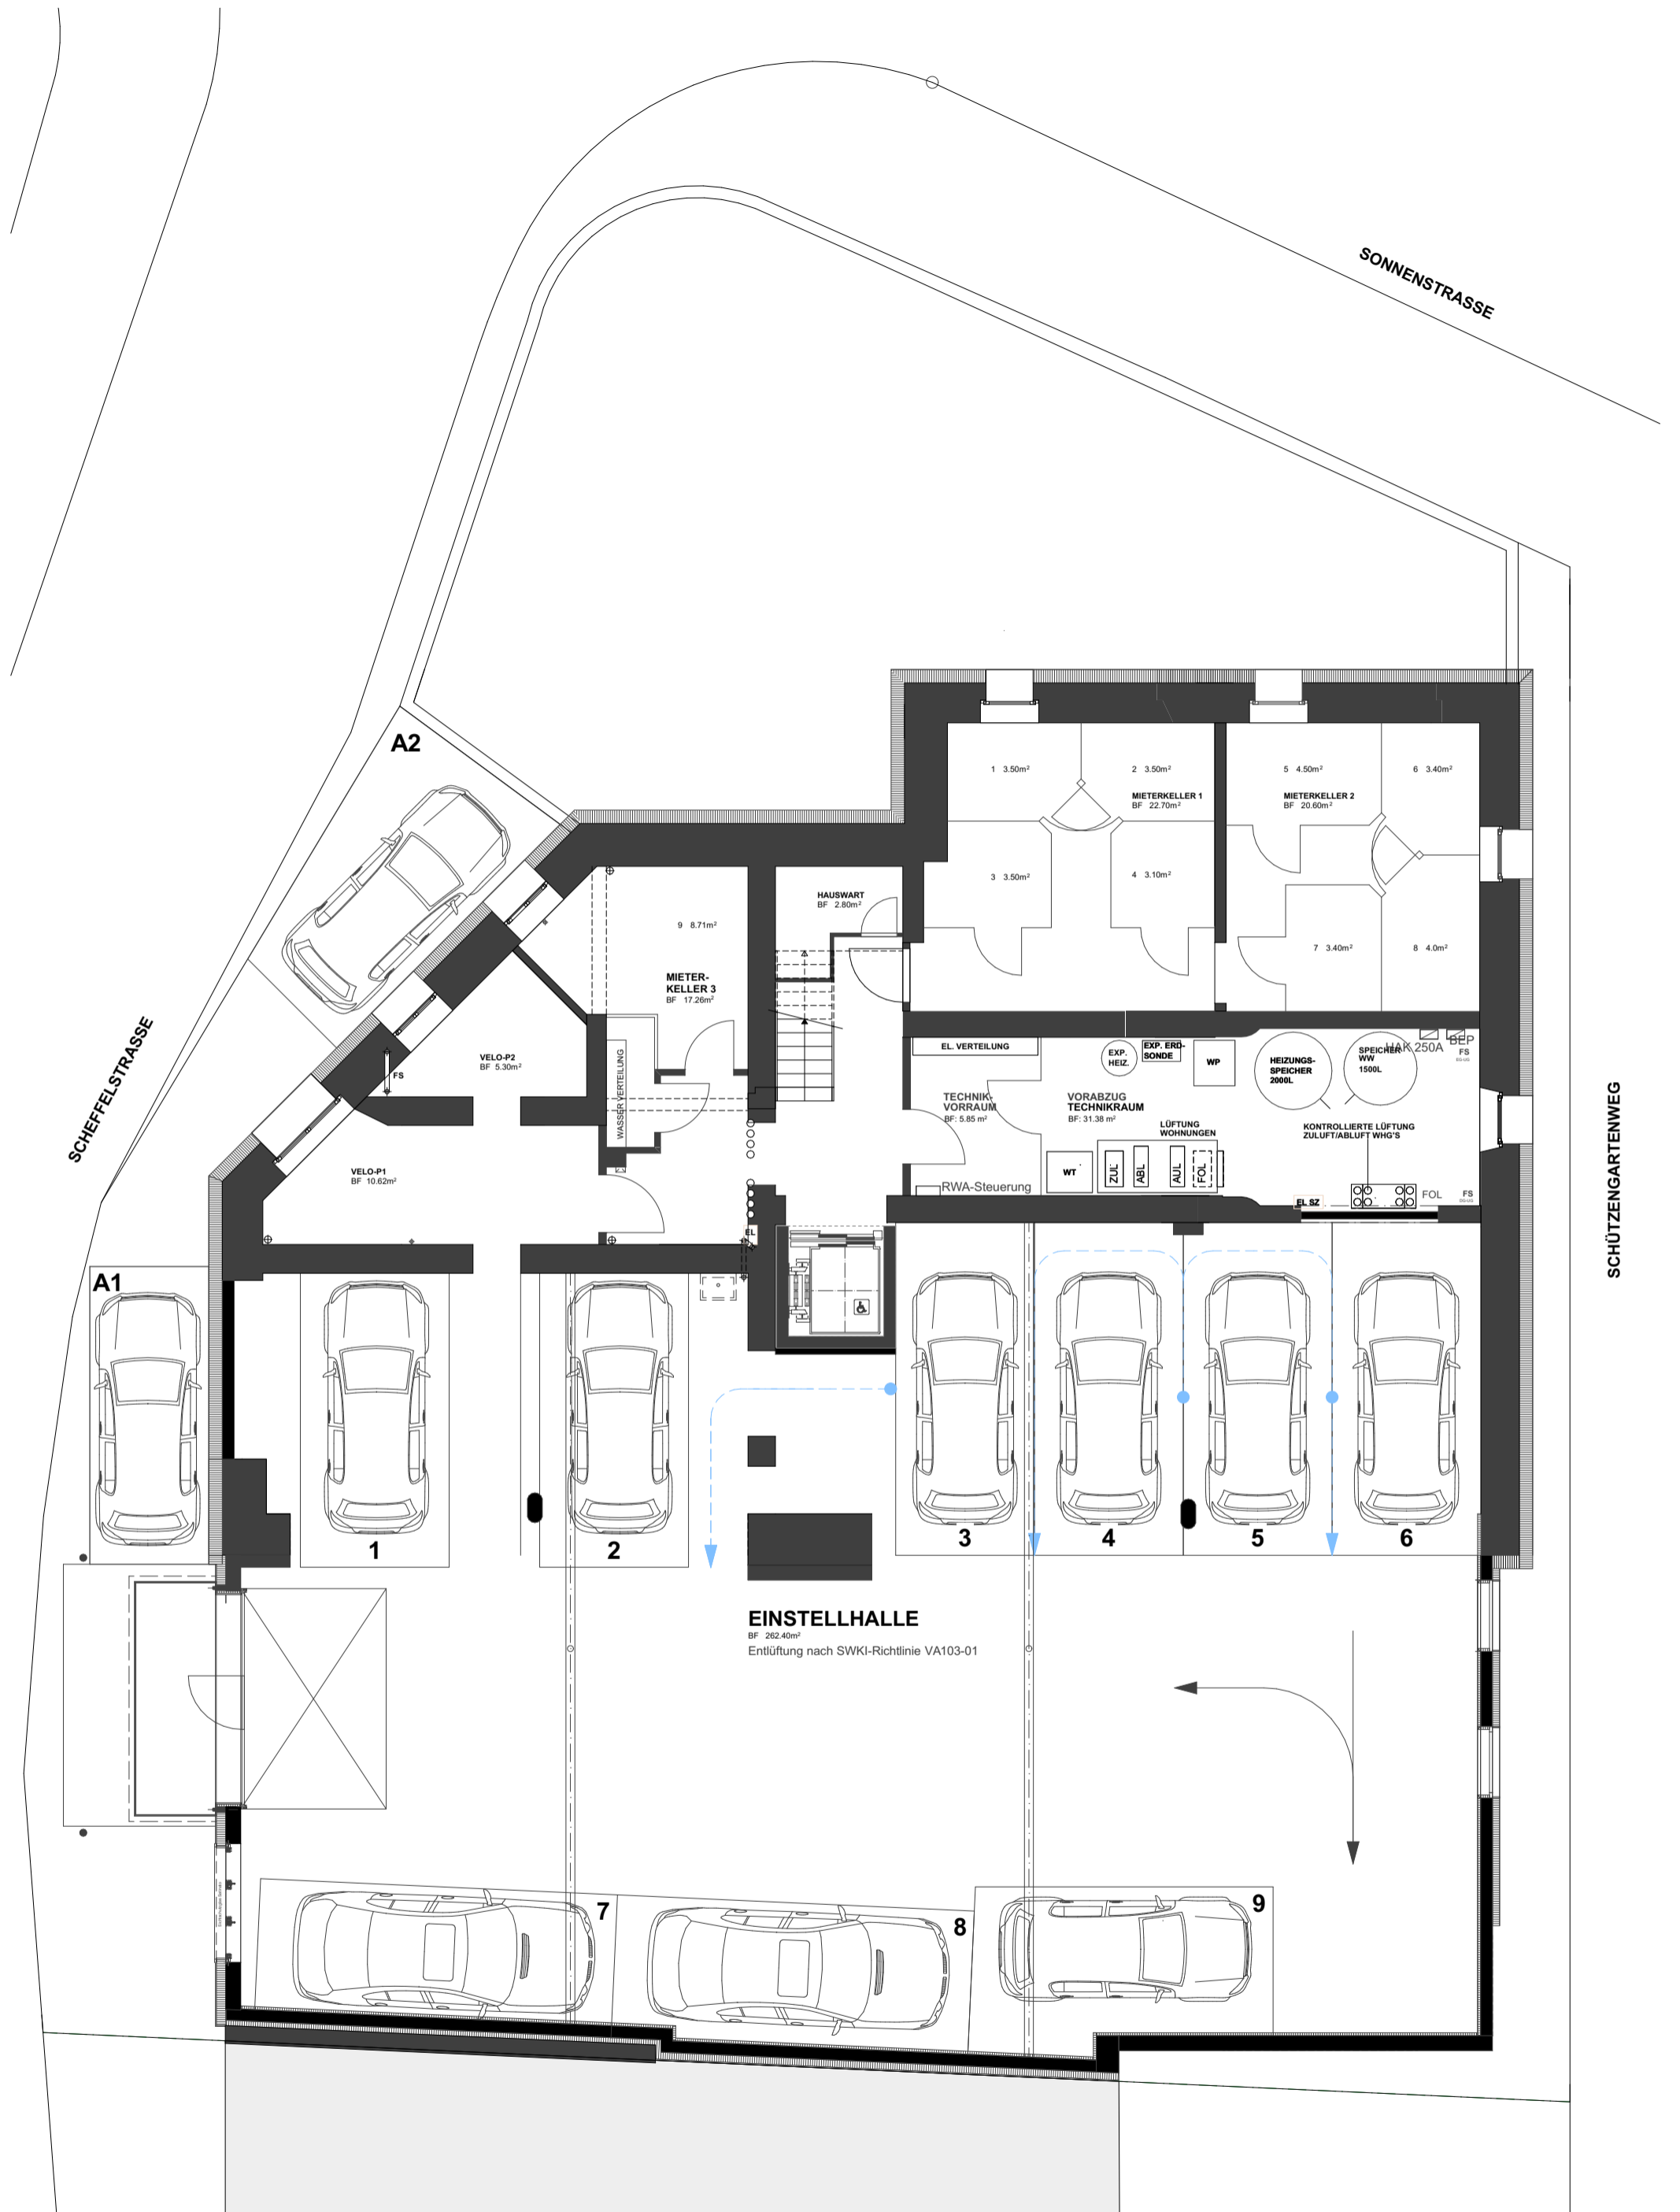 SONNENSTRASSE
A2
1 3.50m²
2 3.50m²
MIETERKELLER 1
BF 22.70m²
5 4.50m²
6 3.40m²
MIETERKELLER 2
BF 20.60m²
3 3.50m²
4 3.10m²
HAUSWART
BF 2.80m²
9 8.71m²
7 3.40m²
8 4.0m²
MIETER-
KELLER 3
BF 17.26m²
SCHEFFELSTRASSE
VELO-P2
BF 5.30m²
FS
WASSER VERTEILUNG
EL. VERTEILUNG
EXP.
HEIZ.
EXP. ERD-
SONDE
WP
HEIZUNGS-
SPEICHER
2000L
SPEICHER
WW
1500L
HAK 250A
BEP
FS
EG-UG
TECHNIK-
VORRAUM
BF: 5.85 m²
VORABZUG
TECHNIKRAUM
BF: 31.38 m²
LÜFTUNG
WOHNUNGEN
KONTROLLIERTE LÜFTUNG
ZULUFT/ABLUFT WHG'S
SCHÜTZENGARTENWEG
VELO-P1
BF 10.62m²
WT
ZUL
ABL
AUL
FOL
RWA-Steuerung
EL SZ
FOL
FS
EL
A1
1
2
3
4
5
6
EINSTELLHALLE
BF 262.40m²
Entlüftung nach SWKI-Richtlinie VA103-01
7
8
9